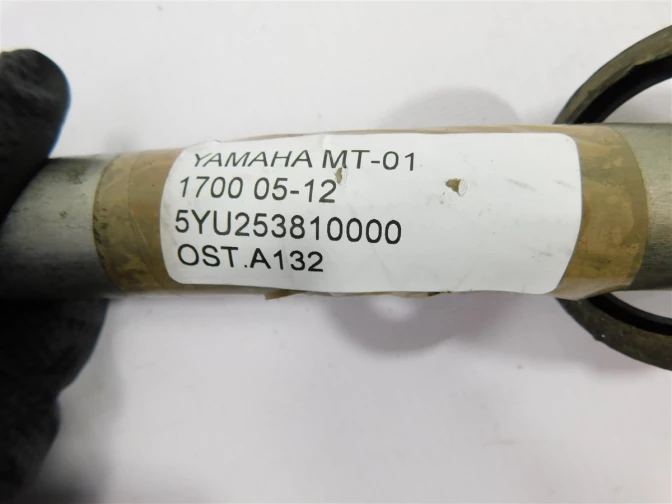 YAMAHA MT-01
1700 05-12
5YU253810000
OST.A132